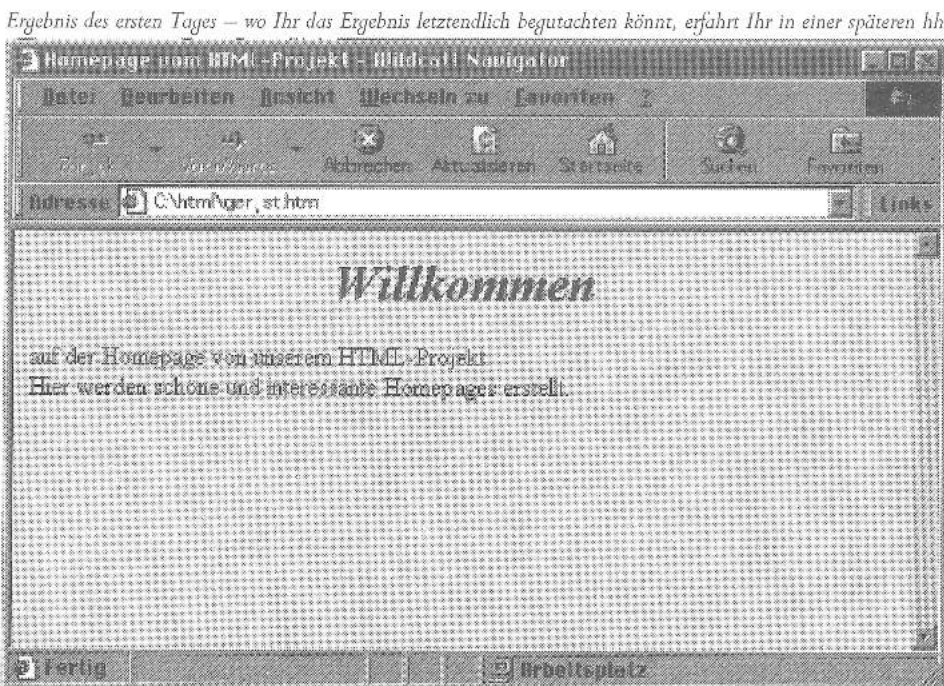 Ergebnis des ersten Tages – wo Ihr das Ergebnis letztendlich begutachten könnt, erfahrt Ihr in einer späteren hh
Homepage vom HTML-Projekt - Wildcatt Navigator
Datei Bearbeiten Ansicht Wechseln zu Favoriten ?
Abbrechen Aktualisieren Startseite Suchen Favoriten
Adresse C:\html\ger_st.htm Links
Willkommen
auf der Homepage von unserem HTML-Projekt.
Hier werden schöne und interessante Homepages erstellt.
Fertig Arbeitsplatz